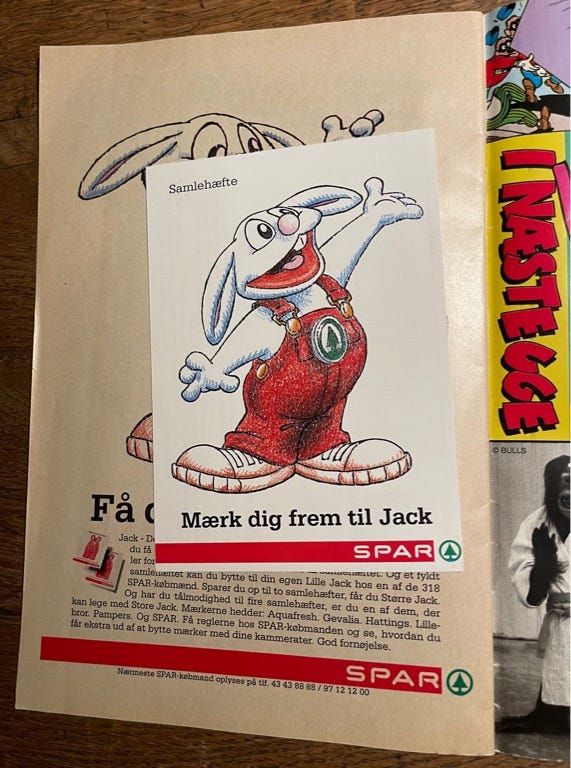 Samlehæfte
Mærk dig frem til Jack
SPAR
Få
Jack - 
du få
ler for
samlehæftet kan du bytte til din egen Lille Jack hos en af de 318
SPAR-købmænd. Sparer du op til to samlehæfter, får du Større Jack.
Og har du tålmodighed til fire samlehæfter, er du en af dem, der
kan lege med Store Jack. Mærkerne hedder: Aquafresh. Gevalia. Hattings. Lille-
bror. Pampers. Og SPAR. Få reglerne hos SPAR-købmanden og se, hvordan du
får ekstra ud af at bytte mærker med dine kammerater. God fornøjelse.
SPAR
Nærmeste SPAR-købmand oplyses på tlf. 43 43 88 88 / 97 12 12 00
I NÆSTE UGE
© BULLS